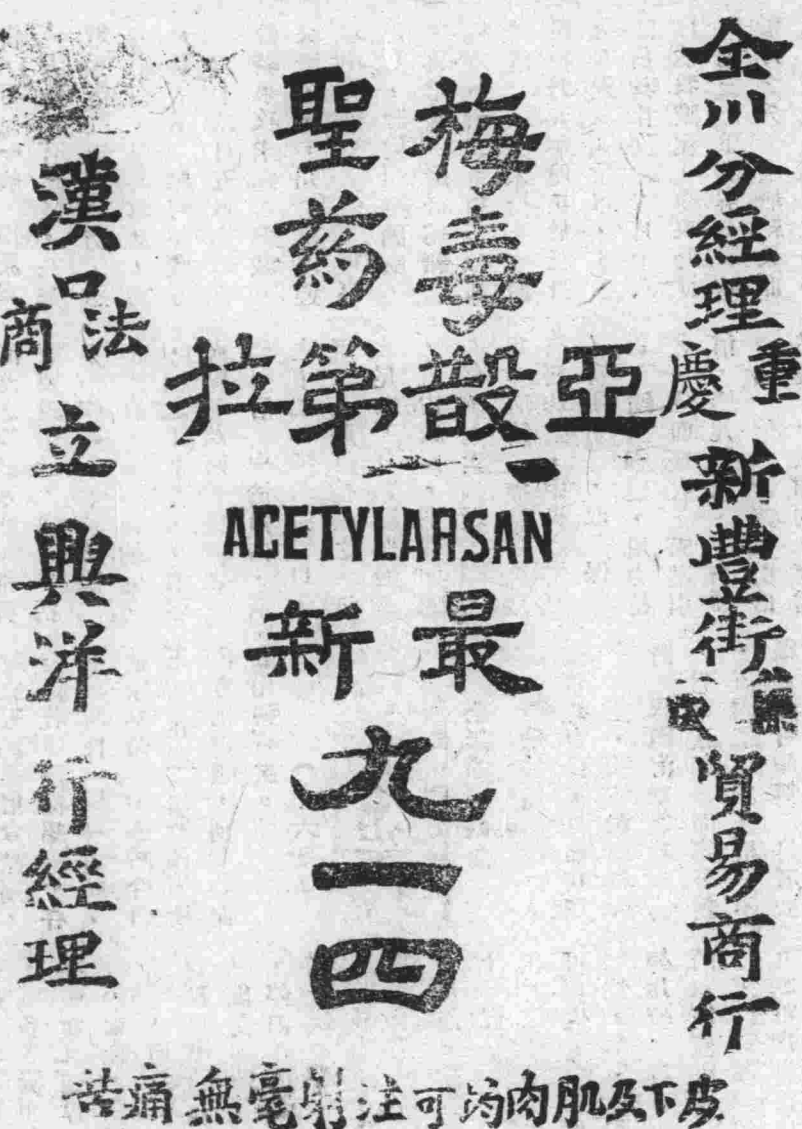 全川分經理重慶新豐街貿易商行
梅毒
聖药
亞散第拉
ACETYLARSAN
最新
九一四
漢口法商立興洋行經理
皮下及肌肉均可注射毫無痛苦